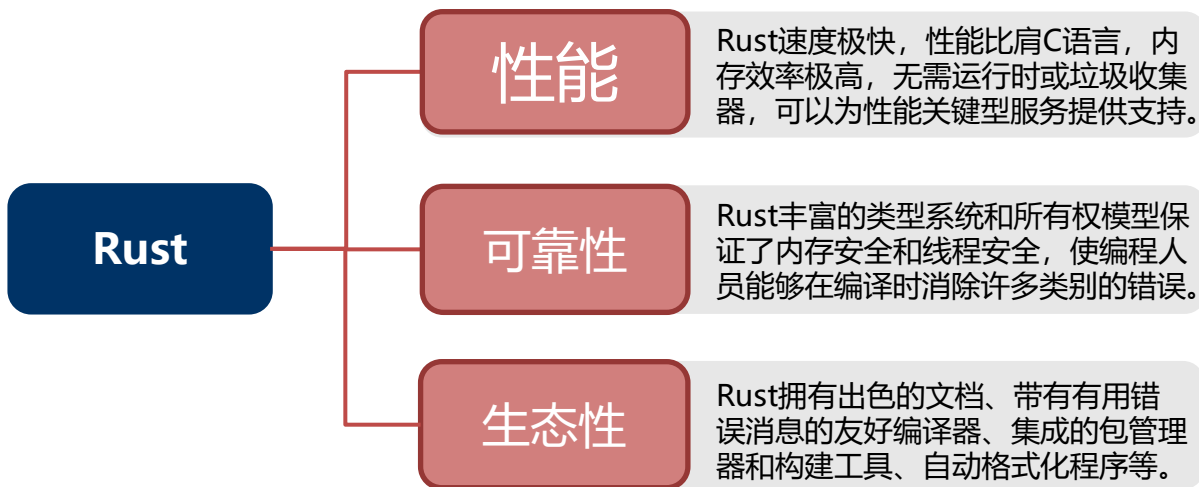 Rust
性能
Rust速度极快，性能比肩C语言，内
存效率极高，无需运行时或垃圾收集
器，可以为性能关键型服务提供支持。
可靠性
Rust丰富的类型系统和所有权模型保
证了内存安全和线程安全，使编程人
员能够在编译时消除许多类别的错误。
生态性
Rust拥有出色的文档、带有有用错
误消息的友好编译器、集成的包管理
器和构建工具、自动格式化程序等。